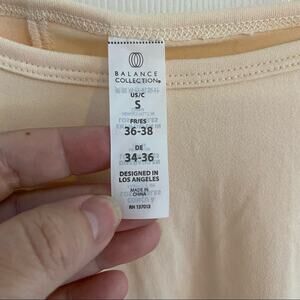 BALANCE
COLLECTION®
US/C
S
FR/ES
36-38
DE
34-36
DESIGNED IN
LOS ANGELES
MADE IN
CHINA
RN 137013